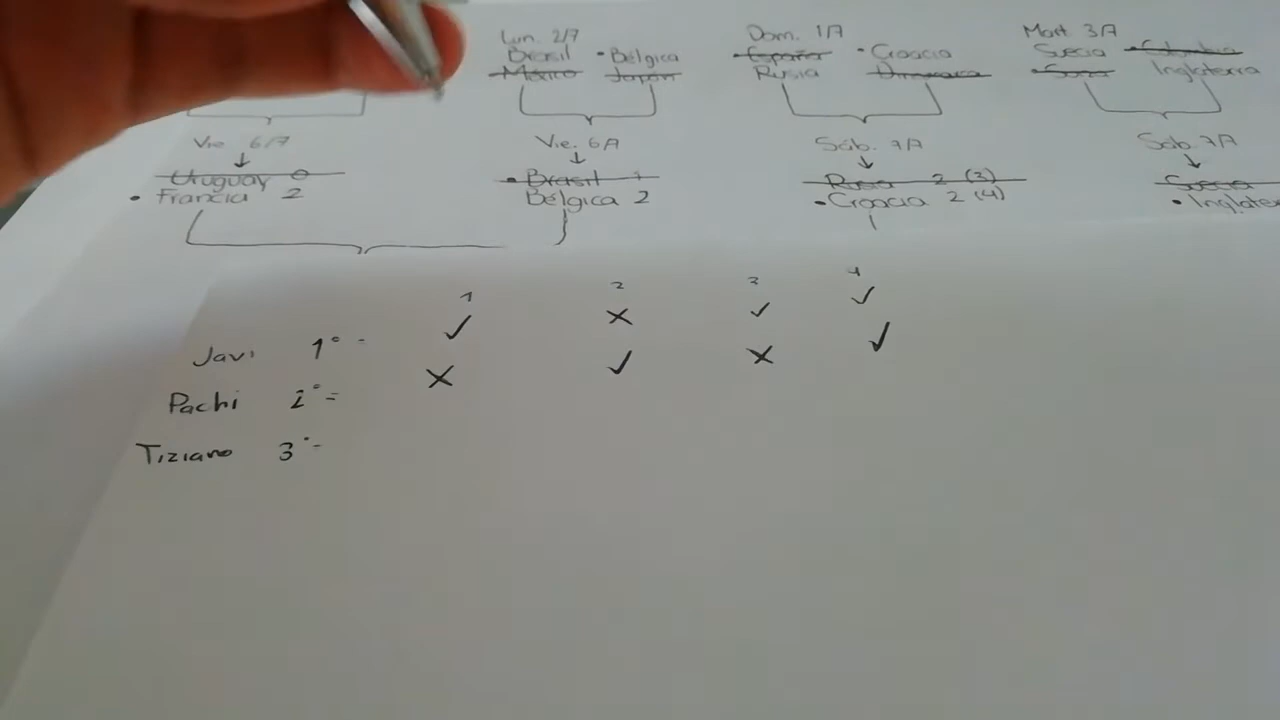 Lun. 2/7
Brasil • Bélgica
México Japón
Dom. 1/7
• España • Croacia
Rusia Dinamarca
Mart 3/7
Suecia
Inglaterra
Vie 6/7
Uruguay 0
• Francia 2
Vie. 6/7
• Brasil 1
Bélgica 2
Sáb. 7/7
Rusia 2 (3)
• Croacia 2 (4)
Sáb. 7/7
Suecia
• Inglate
1 2 3 4
Javi 1° - ✓ × ✓ ✓
Pachi 2° = × ✓ × ✓
Tiziano 3° -